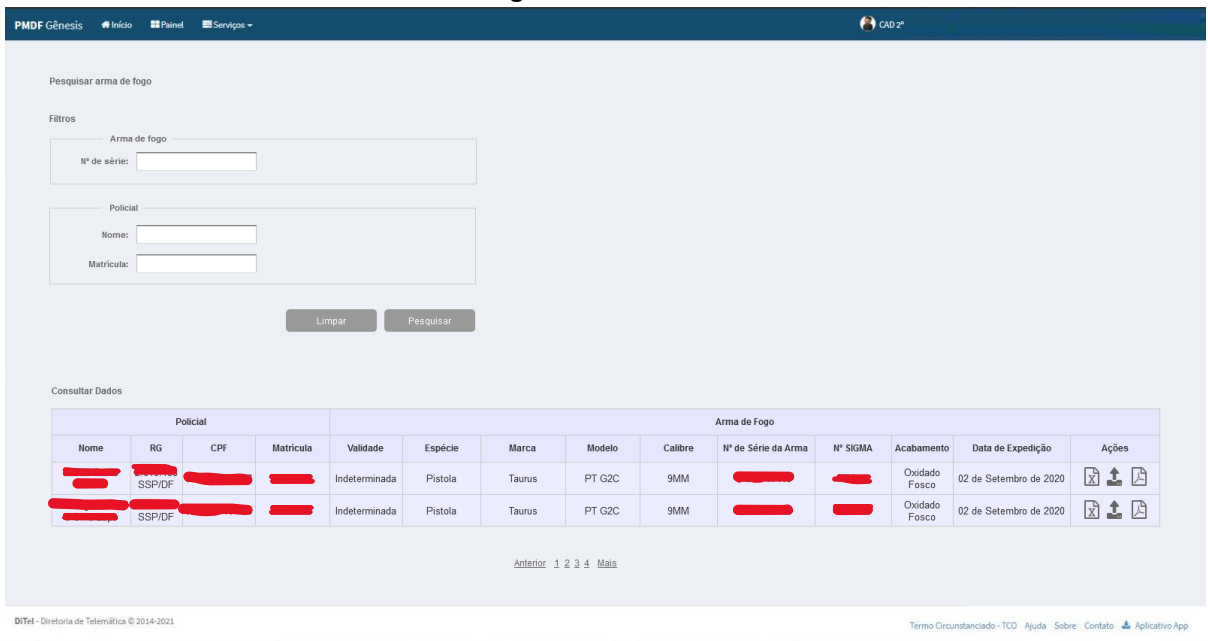 PMDF Gênesis Início Painel Serviços CAD 2º
Pesquisar arma de fogo
Filtros
Arma de fogo
Nº de série:
Policial
Nome:
Matrícula:
Limpar Pesquisar
Consultar Dados
Policial Arma de Fogo
Nome RG CPF Matrícula Validade Espécie Marca Modelo Calibre Nº de Série da Arma Nº SIGMA Acabamento Data de Expedição Ações
SSP/DF Indeterminada Pistola Taurus PT G2C 9MM Oxidado Fosco 02 de Setembro de 2020
SSP/DF Indeterminada Pistola Taurus PT G2C 9MM Oxidado Fosco 02 de Setembro de 2020
Anterior 1 2 3 4 Mais
DiTel - Diretoria de Telemática © 2014-2021 Termo Circunstanciado - TCO Ajuda Sobre Contato Aplicativo App